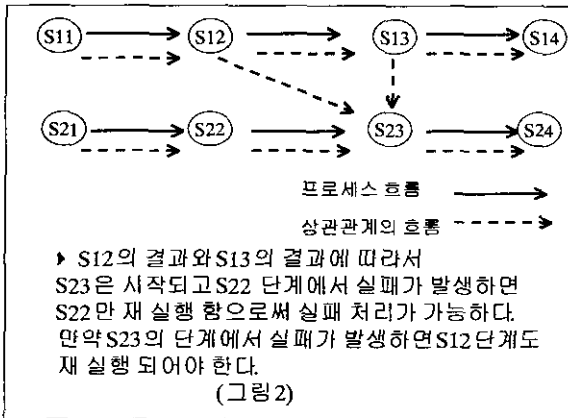 S11 S12 S13 S14
S21 S22 S23 S24
프로세스 흐름
상관관계의 흐름
▶ S12의 결과와 S13의 결과에 따라서
S23은 시작되고 S22 단계에서 실패가 발생하면
S22만 재 실행 함으로써 실패 처리가 가능하다.
만약 S23의 단계에서 실패가 발생하면 S12단계도
재 실행 되어야 한다.
(그림2)